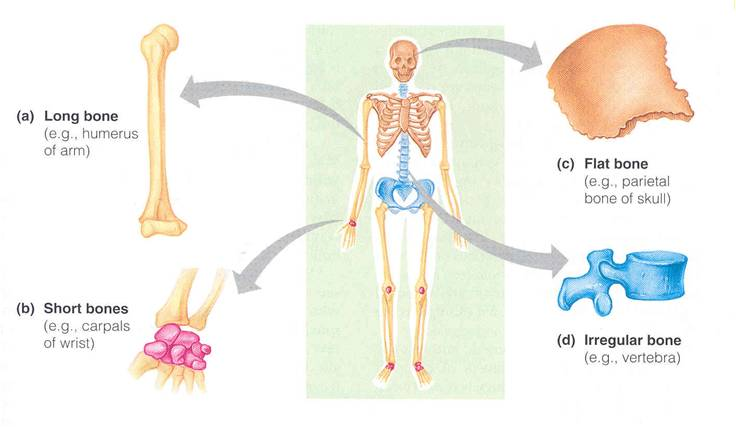 (a) Long bone
(e.g., humerus
of arm)
(b) Short bones
(e.g., carpals
of wrist)
(c) Flat bone
(e.g., parietal
bone of skull)
(d) Irregular bone
(e.g., vertebra)